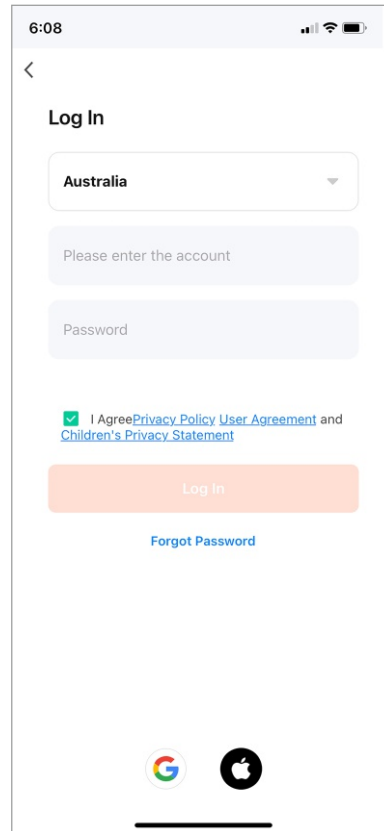 6:08
Log In
Australia
Please enter the account
Password
I AgreePrivacy Policy User Agreement and
Children's Privacy Statement
Log In
Forgot Password